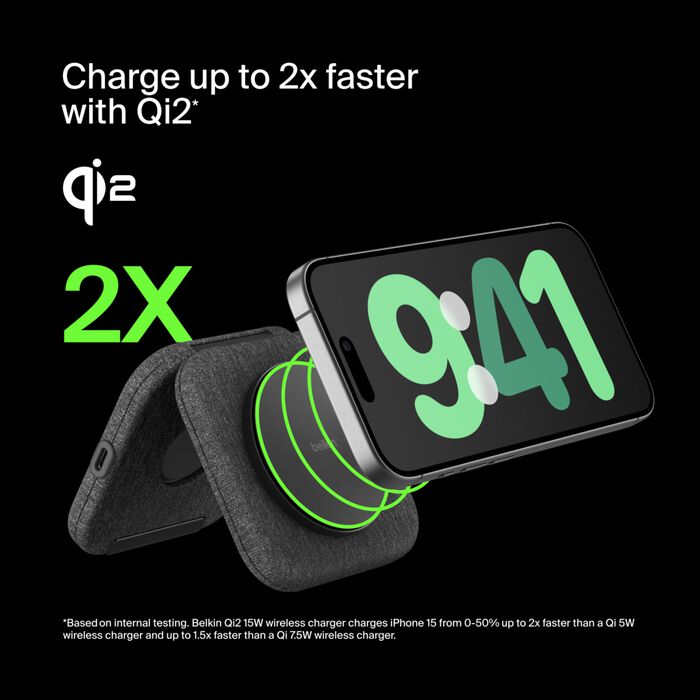 Charge up to 2x faster
with Qi2*
qi2
2X
9:41
belkin
*Based on internal testing. Belkin Qi2 15W wireless charger charges iPhone 15 from 0-50% up to 2x faster than a Qi 5W
wireless charger and up to 1.5x faster than a Qi 7.5W wireless charger.